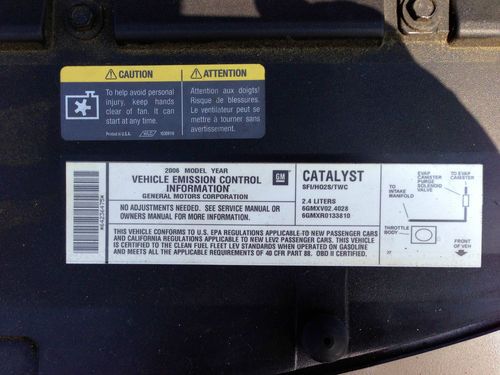 CAUTION
To help avoid personal
injury, keep hands
clear of fan. It can
start at any time.
Printed in U.S.A.
ATTENTION
Attention aux doigts!
Risque de blessures.
Le ventilateur peut se
mettre à tourner sans
avertissement.
2006 MODEL YEAR
VEHICLE EMISSION CONTROL
INFORMATION
GENERAL MOTORS CORPORATION
GM
CATALYST
SFI/HO2S/TWC
NO ADJUSTMENTS NEEDED. SEE SERVICE MANUAL OR
OWNERS MANUAL FOR MORE INFORMATION.
2.4 LITERS
6GMXV02.4028
6GMXR0133810
THIS VEHICLE CONFORMS TO U.S. EPA REGULATIONS APPLICABLE TO NEW PASSENGER CARS
AND CALIFORNIA REGULATIONS APPLICABLE TO NEW LEV2 PASSENGER CARS. THIS VEHICLE
IS CERTIFIED TO THE CLEAN FUEL FLEET LEV STANDARDS WHEN OPERATED ON GASOLINE
AND MEETS ALL THE APPLICABLE REQUIREMENTS OF 40 CFR PART 88. OBD II CERTIFIED.
EVAP
CANISTER
PURGE
SOLENOID
VALVE
TO EVAP
CANISTER
TO
INTAKE
MANIFOLD
THROTTLE
BODY
FRONT
OF VEH